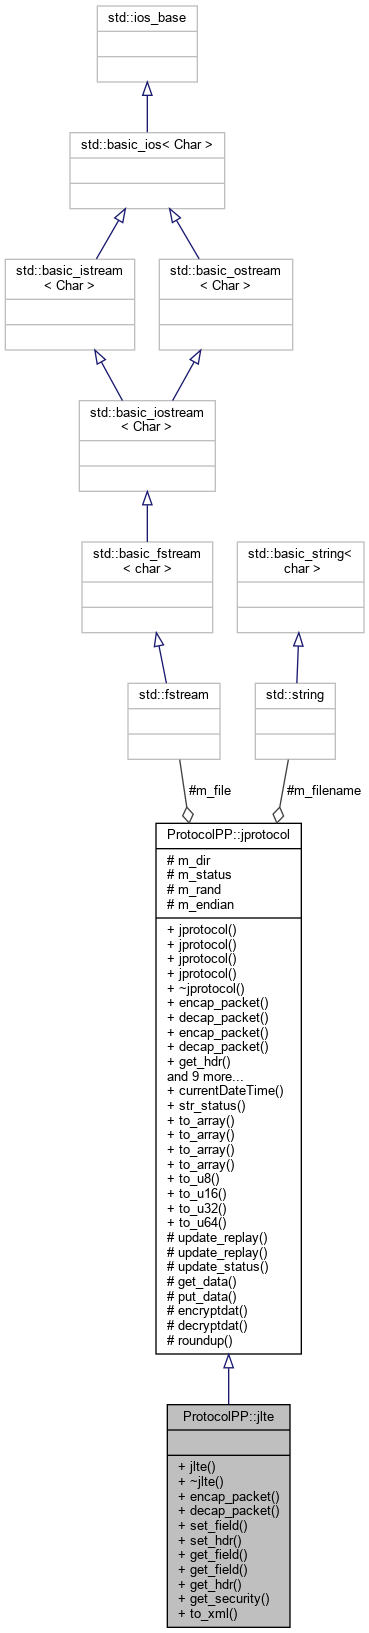 std::ios_base
std::basic_ios< Char >
std::basic_istream
< Char >
std::basic_ostream
< Char >
std::basic_iostream
< Char >
std::basic_fstream
< char >
std::basic_string<
char >
std::fstream
std::string
#m_file
#m_filename
ProtocolPP::jprotocol
# m_dir
# m_status
# m_rand
# m_endian
+ jprotocol()
+ jprotocol()
+ jprotocol()
+ jprotocol()
+ ~jprotocol()
+ encap_packet()
+ decap_packet()
+ encap_packet()
+ decap_packet()
+ get_hdr()
and 9 more...
+ currentDateTime()
+ str_status()
+ to_array()
+ to_array()
+ to_array()
+ to_array()
+ to_u8()
+ to_u16()
+ to_u32()
+ to_u64()
# update_replay()
# update_replay()
# update_status()
# get_data()
# put_data()
# encryptdat()
# decryptdat()
# roundup()
ProtocolPP::jlte
+ jlte()
+ ~jlte()
+ encap_packet()
+ decap_packet()
+ set_field()
+ set_hdr()
+ get_field()
+ get_field()
+ get_hdr()
+ get_security()
+ to_xml()